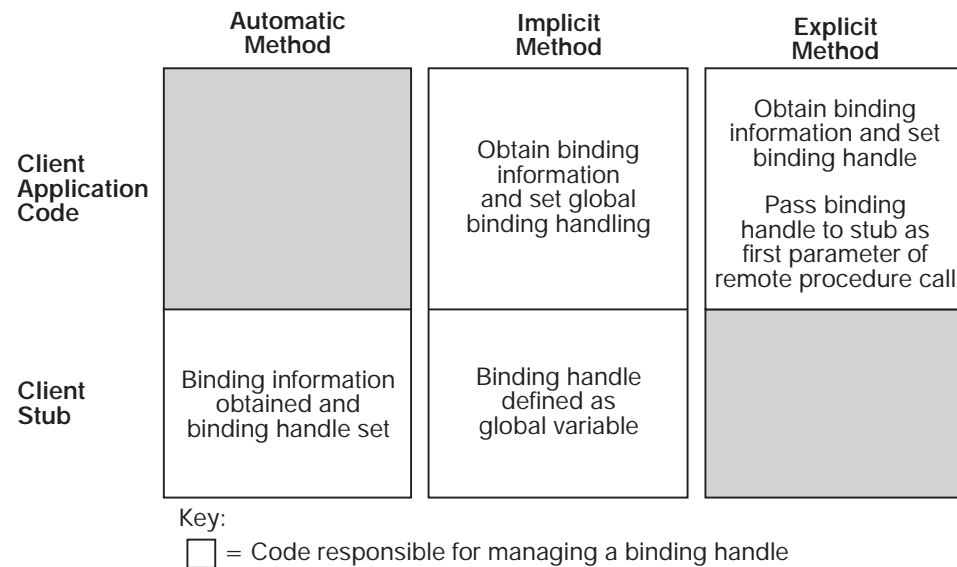 Automatic
Method
Implicit
Method
Explicit
Method
Client
Application
Code
Obtain binding
information
and set global
binding handling
Obtain binding
information and set
binding handle
Pass binding
handle to stub as
first parameter of
remote procedure call
Client
Stub
Binding information
obtained and
binding handle set
Binding handle
defined as
global variable
Key:
= Code responsible for managing a binding handle